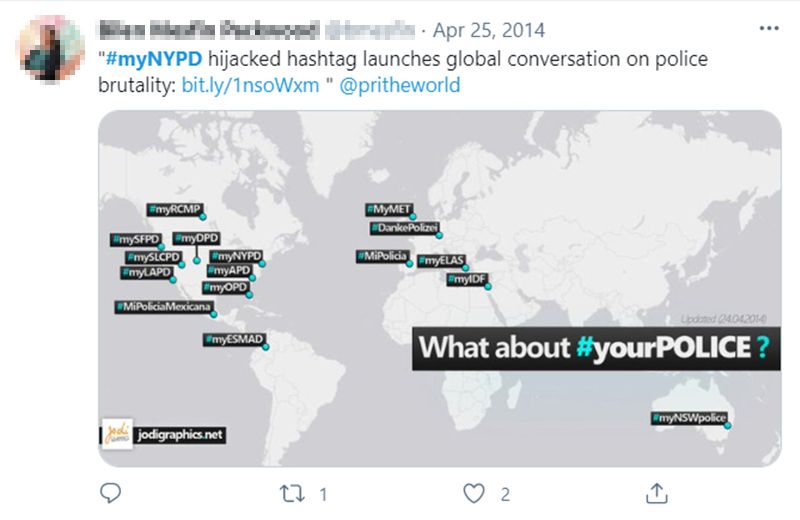 · Apr 25, 2014
"#myNYPD hijacked hashtag launches global conversation on police
brutality: bit.ly/1nsoWxm " @pritheworld
#myRCMP
#MyMET
#DankePolizei
#mySFPD
#myDPD
#mySLCPD
#myNYPD
#MiPolicia
#myELAS
#myLAPD
#myAPD
#myIDF
#myOPD
#MiPoliciaMexicana
Updated (24.04.2014)
#myESMAD
What about #yourPOLICE ?
#myNSWpolice
jodi
jodigraphics.net
1
2